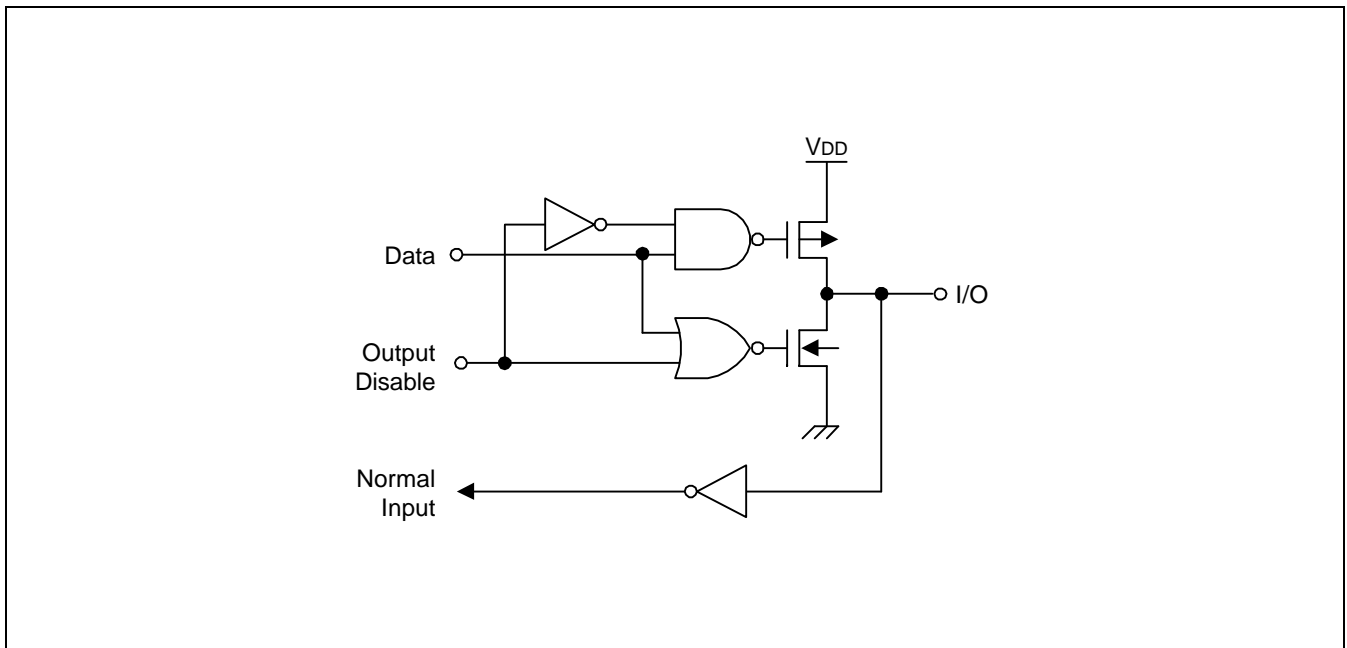 VDD
Data
I/O
Output
Disable
Normal
Input